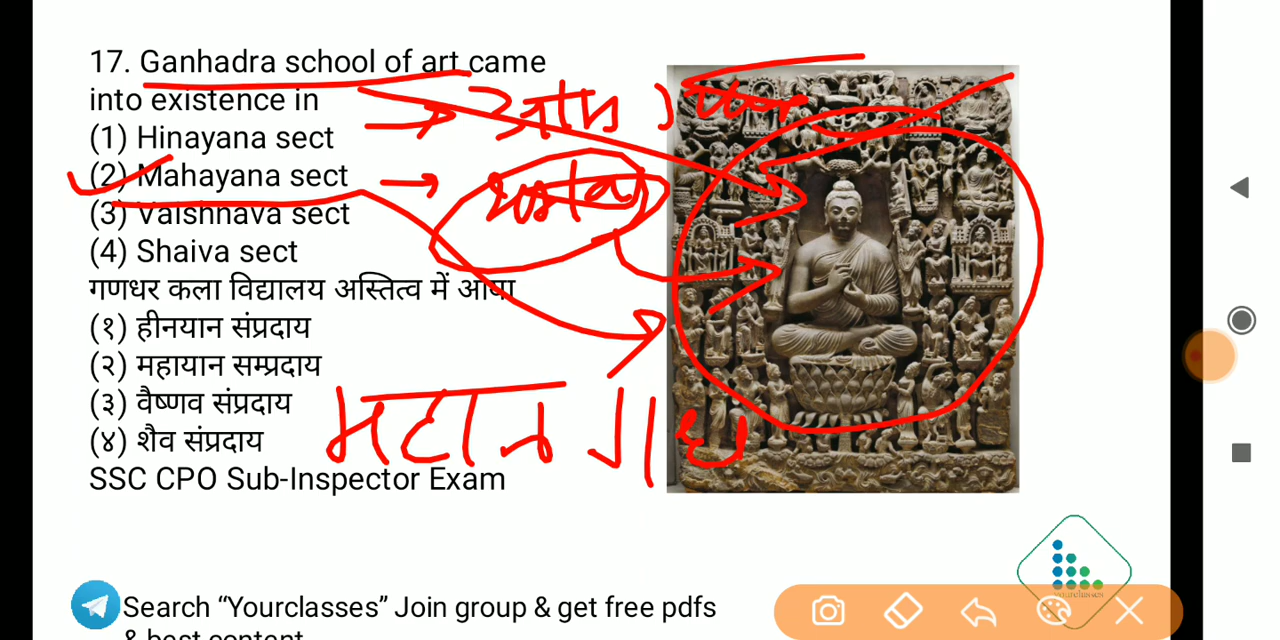 17. Ganhadra school of art came
into existence in
(1) Hinayana sect
(2) Mahayana sect
(3) Vaishnava sect
(4) Shaiva sect
गणधर कला विद्यालय अस्तित्व में आया
(१) हीनयान संप्रदाय
(२) महायान सम्प्रदाय
(३) वैष्णव संप्रदाय
(४) शैव संप्रदाय
SSC CPO Sub-Inspector Exam
Search “Yourclasses” Join group & get free pdfs
& best content